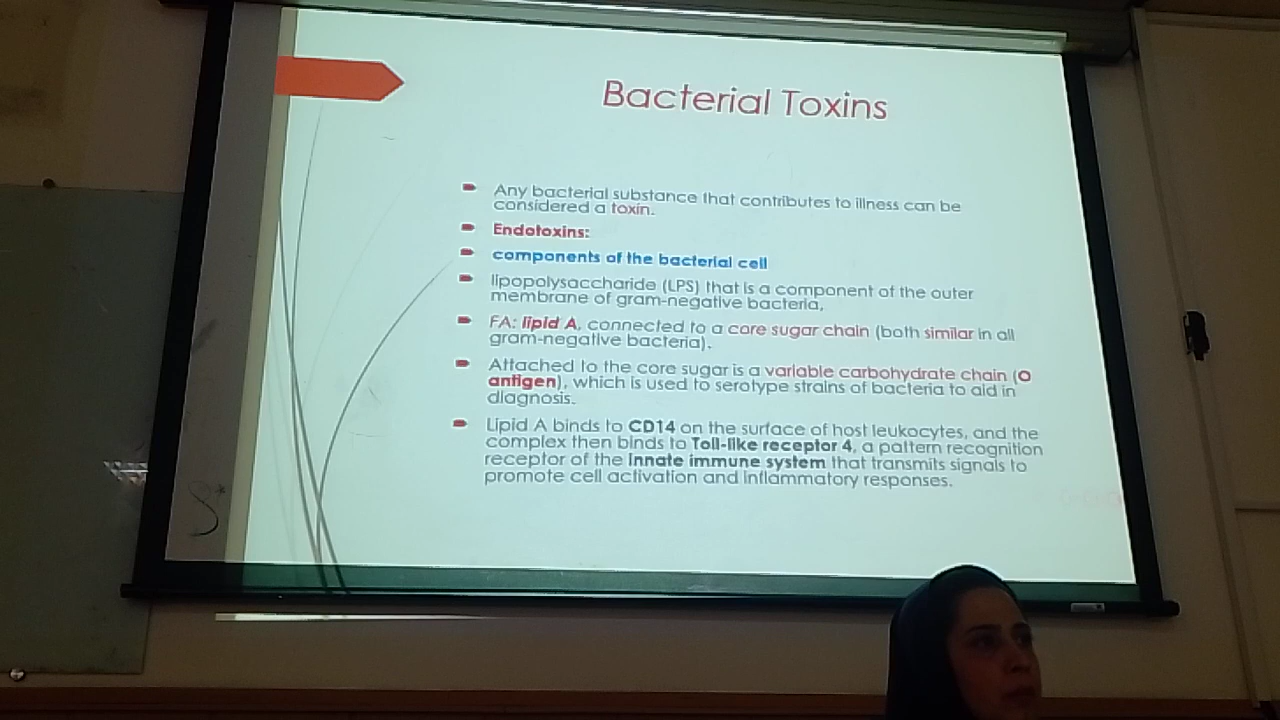 Bacterial Toxins
Any bacterial substance that contributes to illness can be
considered a toxin.
Endotoxins:
components of the bacterial cell
lipopolysaccharide (LPS) that is a component of the outer
membrane of gram-negative bacteria,
FA: lipid A, connected to a core sugar chain (both similar in all
gram-negative bacteria).
Attached to the core sugar is a variable carbohydrate chain (O
antigen), which is used to serotype strains of bacteria to aid in
diagnosis.
Lipid A binds to CD14 on the surface of host leukocytes, and the
complex then binds to Toll-like receptor 4, a pattern recognition
receptor of the innate immune system that transmits signals to
promote cell activation and inflammatory responses.